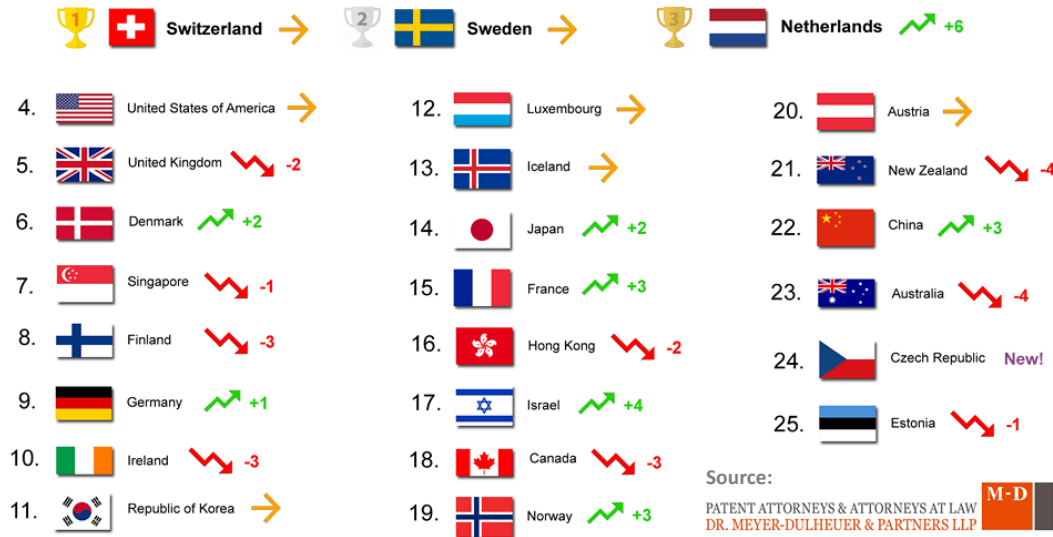 1 Switzerland
2 Sweden
3 Netherlands +6
4. United States of America
5. United Kingdom -2
6. Denmark +2
7. Singapore -1
8. Finland -3
9. Germany +1
10. Ireland -3
11. Republic of Korea
12. Luxembourg
13. Iceland
14. Japan +2
15. France +3
16. Hong Kong -2
17. Israel +4
18. Canada -3
19. Norway +3
20. Austria
21. New Zealand -4
22. China +3
23. Australia -4
24. Czech Republic New!
25. Estonia -1
Source:
PATENT ATTORNEYS & ATTORNEYS AT LAW
DR. MEYER-DULHEUER & PARTNERS LLP
M-D